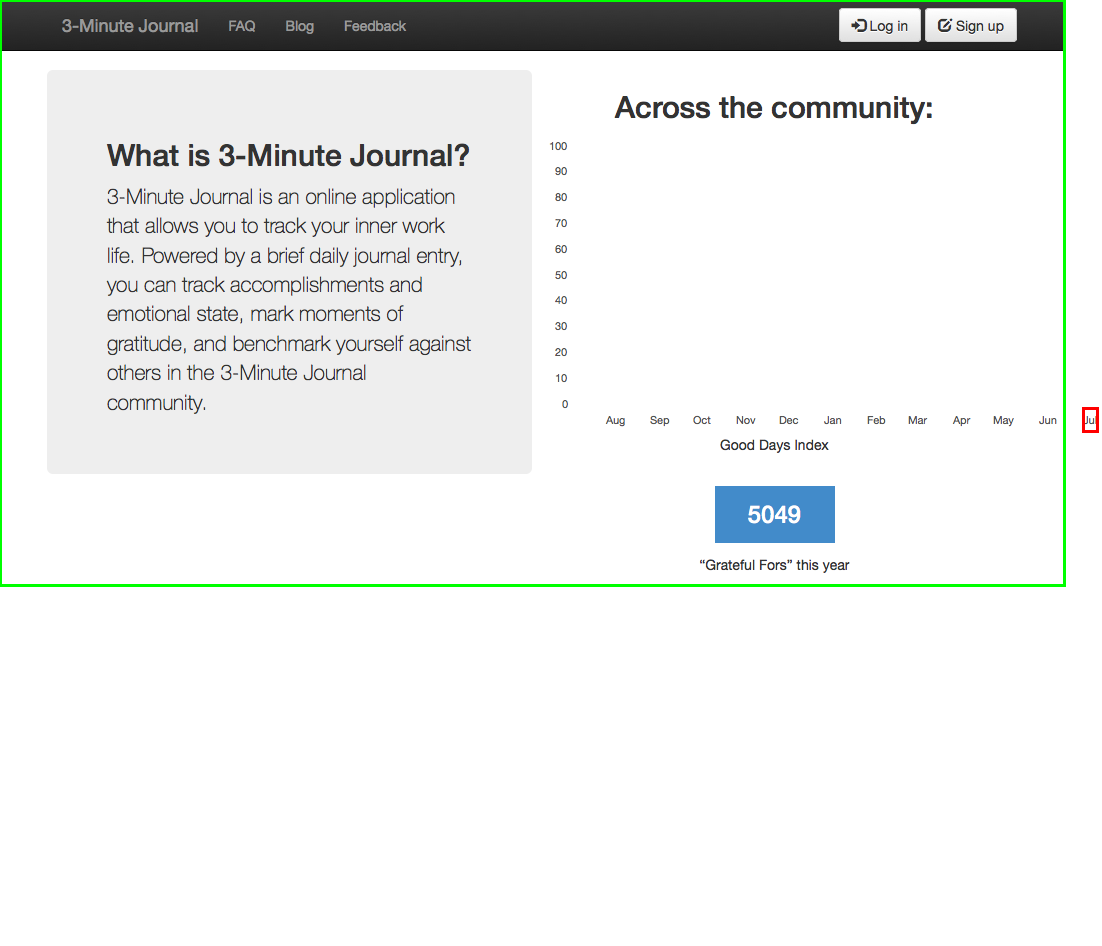 3-Minute Journal FAQ Blog Feedback Log in Sign up
What is 3-Minute Journal?
3-Minute Journal is an online application
that allows you to track your inner work
life. Powered by a brief daily journal entry,
you can track accomplishments and
emotional state, mark moments of
gratitude, and benchmark yourself against
others in the 3-Minute Journal
community.
Across the community:
100
90
80
70
60
50
40
30
20
10
0
Aug Sep Oct Nov Dec Jan Feb Mar Apr May Jun Jul
Good Days Index
5049
“Grateful Fors” this year